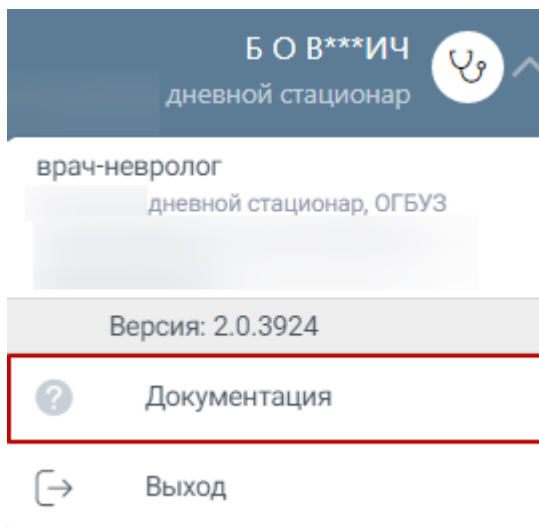 Б О В***ИЧ
дневной стационар
врач-невролог
дневной стационар, ОГБУЗ
Версия: 2.0.3924
Документация
Выход